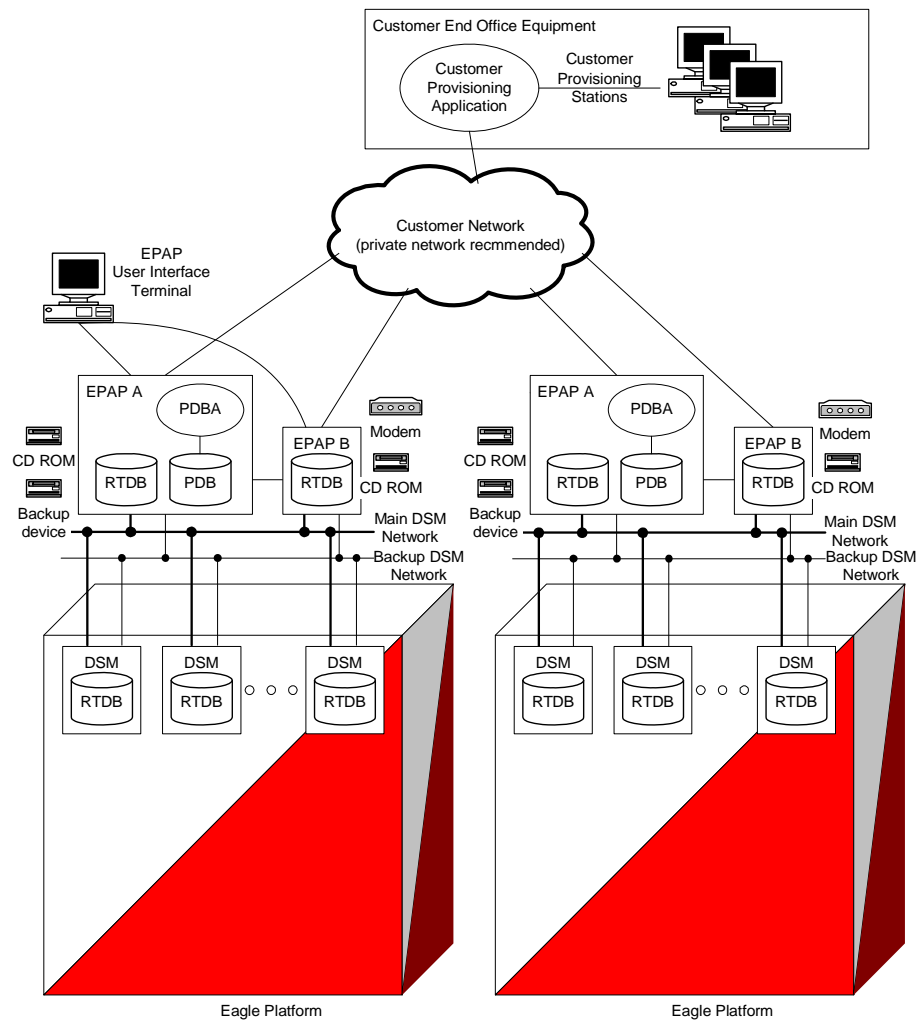 Customer End Office Equipment
Customer
Provisioning
Application
Customer
Provisioning
Stations
Customer Network
(private network recmmended)
EPAP
User Interface
Terminal
EPAP A
PDBA
RTDB
PDB
EPAP B
RTDB
Modem
CD ROM
CD ROM
Backup
device
Main DSM
Network
Backup DSM
Network
EPAP A
PDBA
RTDB
PDB
EPAP B
RTDB
Modem
CD ROM
CD ROM
Backup
device
Main DSM
Network
Backup DSM
Network
DSM
RTDB
DSM
RTDB
DSM
RTDB
DSM
RTDB
DSM
RTDB
DSM
RTDB
Eagle Platform
Eagle Platform